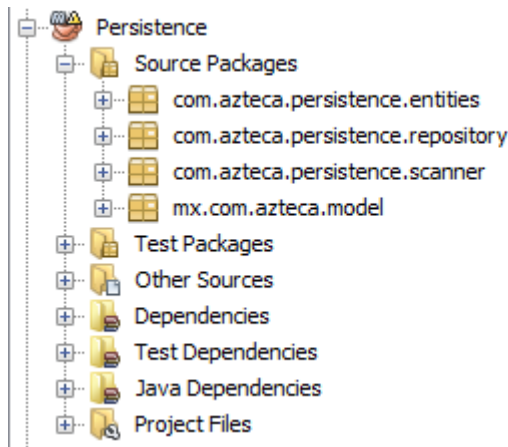 Persistence
Source Packages
com.azteca.persistence.entities
com.azteca.persistence.repository
com.azteca.persistence.scanner
mx.com.azteca.model
Test Packages
Other Sources
Dependencies
Test Dependencies
Java Dependencies
Project Files